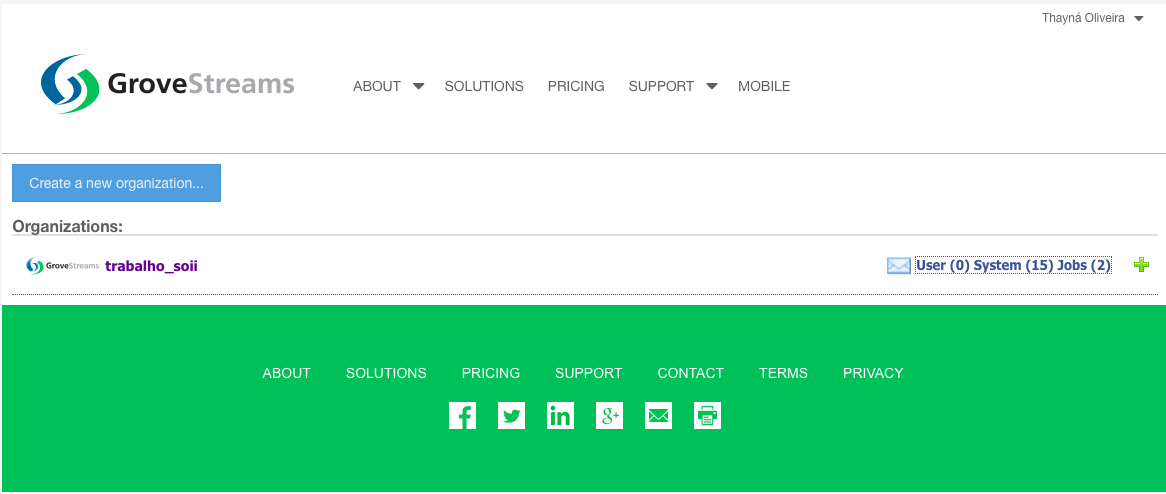 Thayná Oliveira
GroveStreams
ABOUT SOLUTIONS PRICING SUPPORT MOBILE
Create a new organization...
Organizations:
GroveStreams trabalho_soii User (0) System (15) Jobs (2)
ABOUT SOLUTIONS PRICING SUPPORT CONTACT TERMS PRIVACY